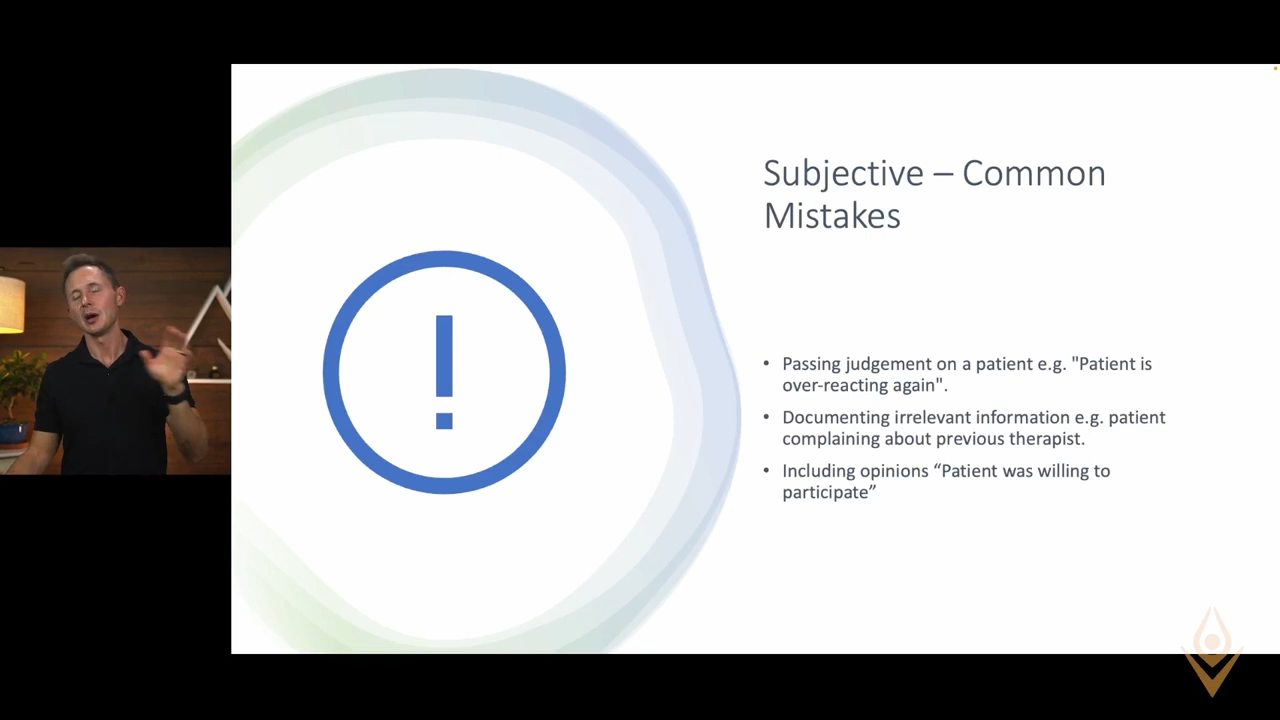 Subjective – Common
Mistakes
• Passing judgement on a patient e.g. "Patient is
over-reacting again".
• Documenting irrelevant information e.g. patient
complaining about previous therapist.
• Including opinions “Patient was willing to
participate”